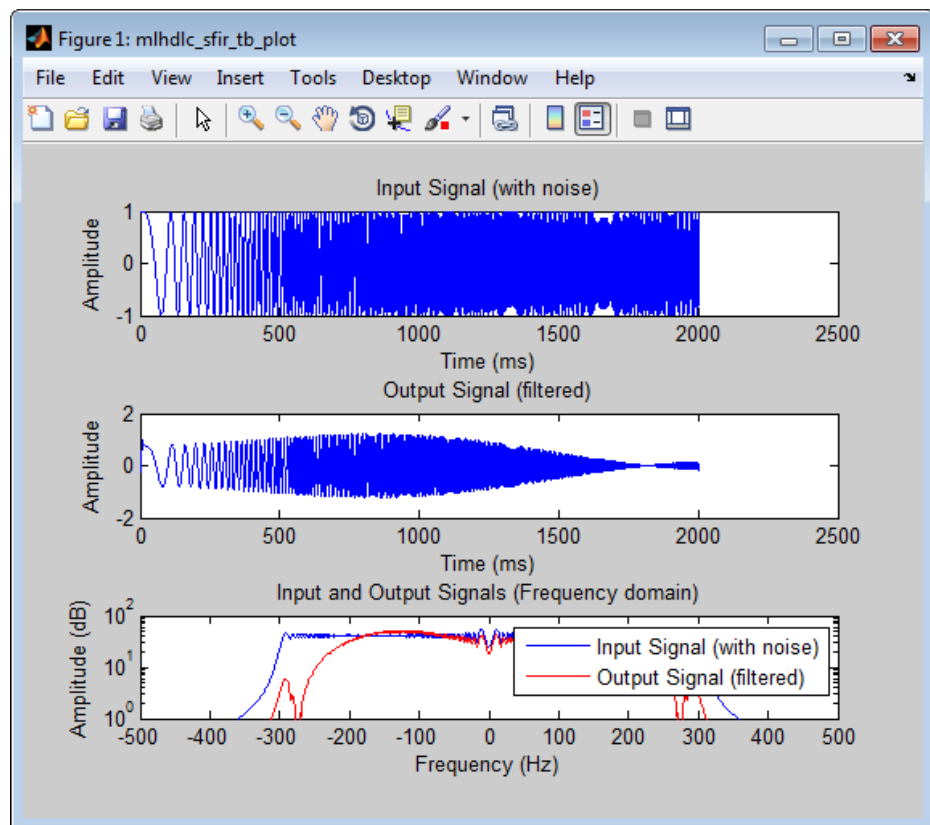 Figure 1: mlhdlc_sfir_tb_plot
File Edit View Insert Tools Desktop Window Help
Input Signal (with noise)
Amplitude
1
0
-1
0 500 1000 1500 2000 2500
Time (ms)
Output Signal (filtered)
Amplitude
2
0
-2
0 500 1000 1500 2000 2500
Time (ms)
Input and Output Signals (Frequency domain)
Amplitude (dB)
10^2
10^1
10^0
Input Signal (with noise)
Output Signal (filtered)
-500 -400 -300 -200 -100 0 100 200 300 400 500
Frequency (Hz)